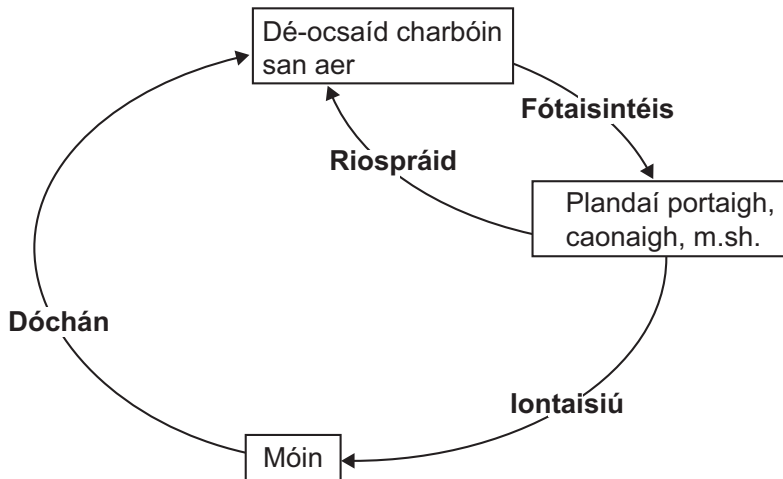 Dé-ocsaíd charbóin
san aer
Fótaisintéis
Riospráid
Plandaí portaigh,
caonaigh, m.sh.
Dóchán
Iontaisiú
Móin